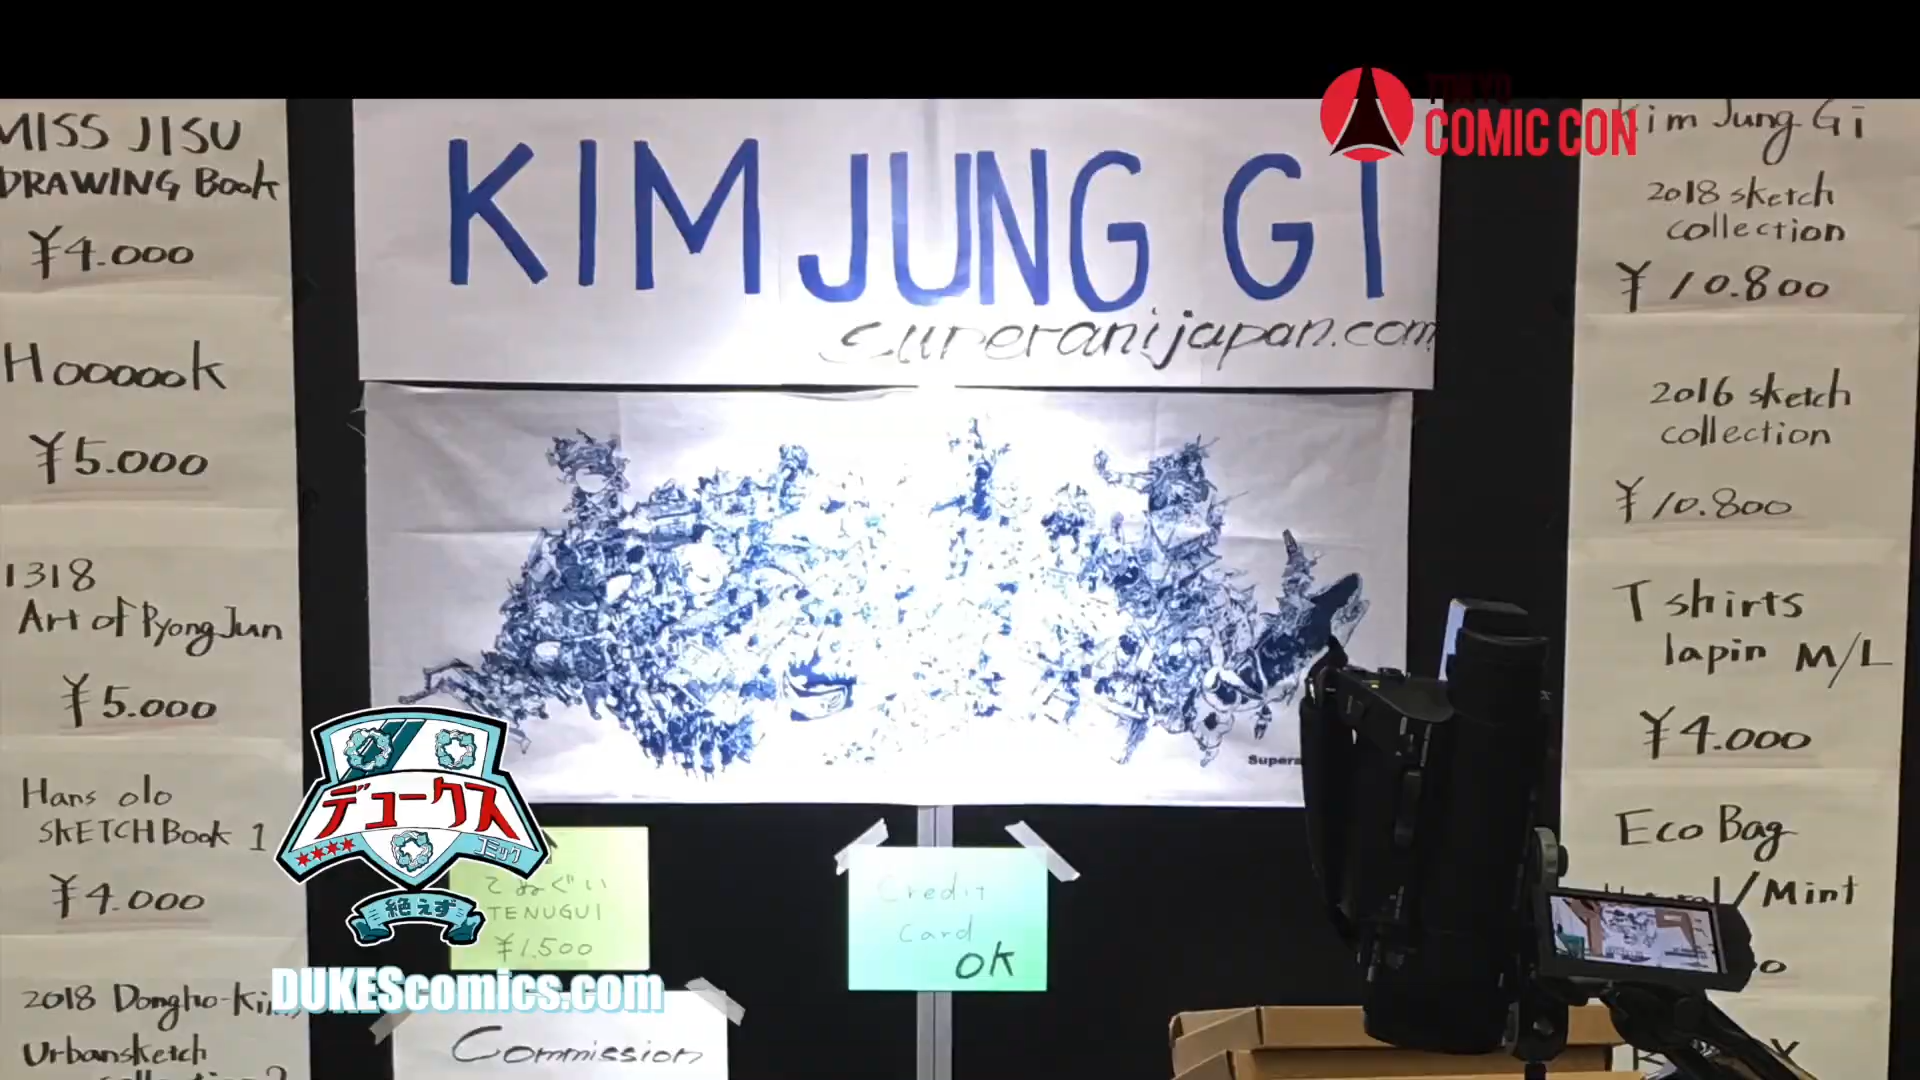 MISS JISU
DRAWING Book
¥4.000
Hoooook
¥5.000
1318
Art of Pyong Jun
¥5.000
Hans olo
SKETCH Book 1
¥4.000
2018 Dongho-Kim
Urbansketch
KIM JUNG GI
superanijapan.com
TOKYO
COMIC CON
デュークス
コミック
絶えず
DUKEScomics.com
てぬぐい
TENUGUI
¥1.500
Commission
Credit
Card
OK
Kim Jung Gi
2018 sketch
collection
¥10.800
2016 sketch
collection
¥10.800
T shirts
lapin M/L
¥4.000
Eco Bag
/Mint